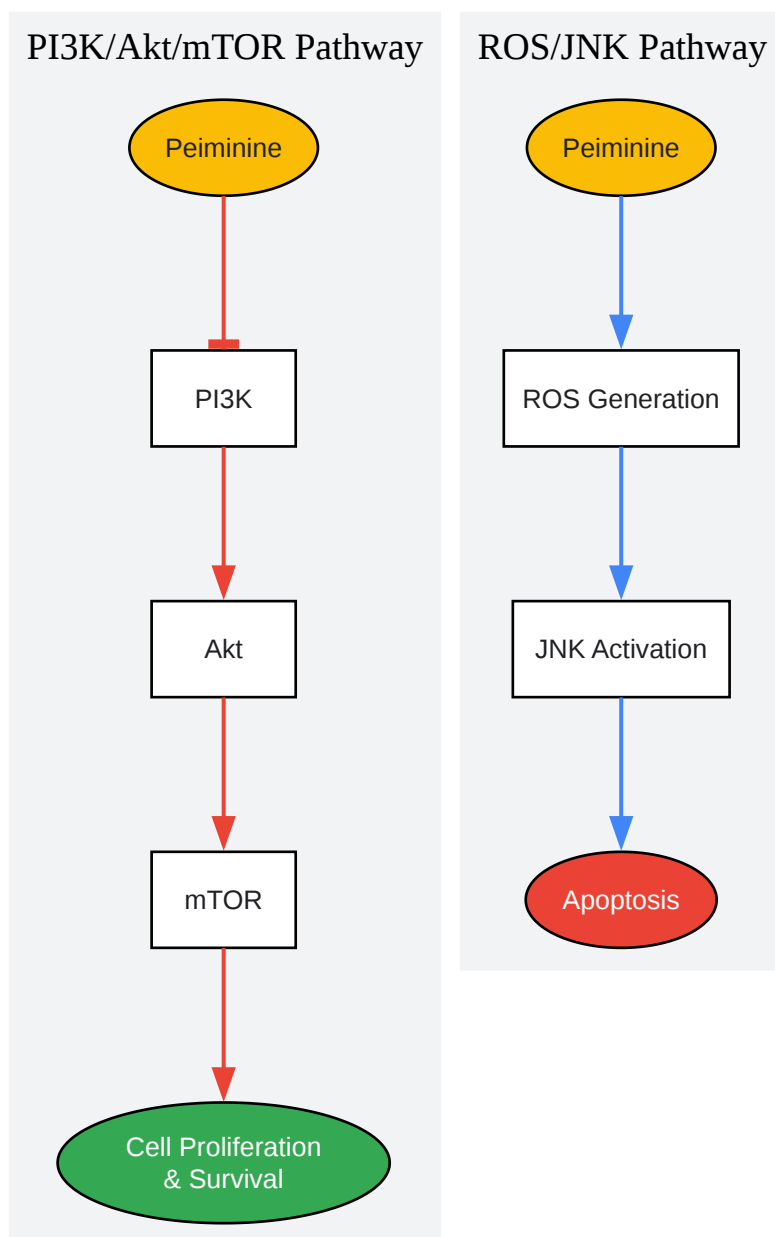 PI3K/Akt/mTOR Pathway
Peiminine
PI3K
Akt
mTOR
Cell Proliferation
& Survival
ROS/JNK Pathway
Peiminine
ROS Generation
JNK Activation
Apoptosis